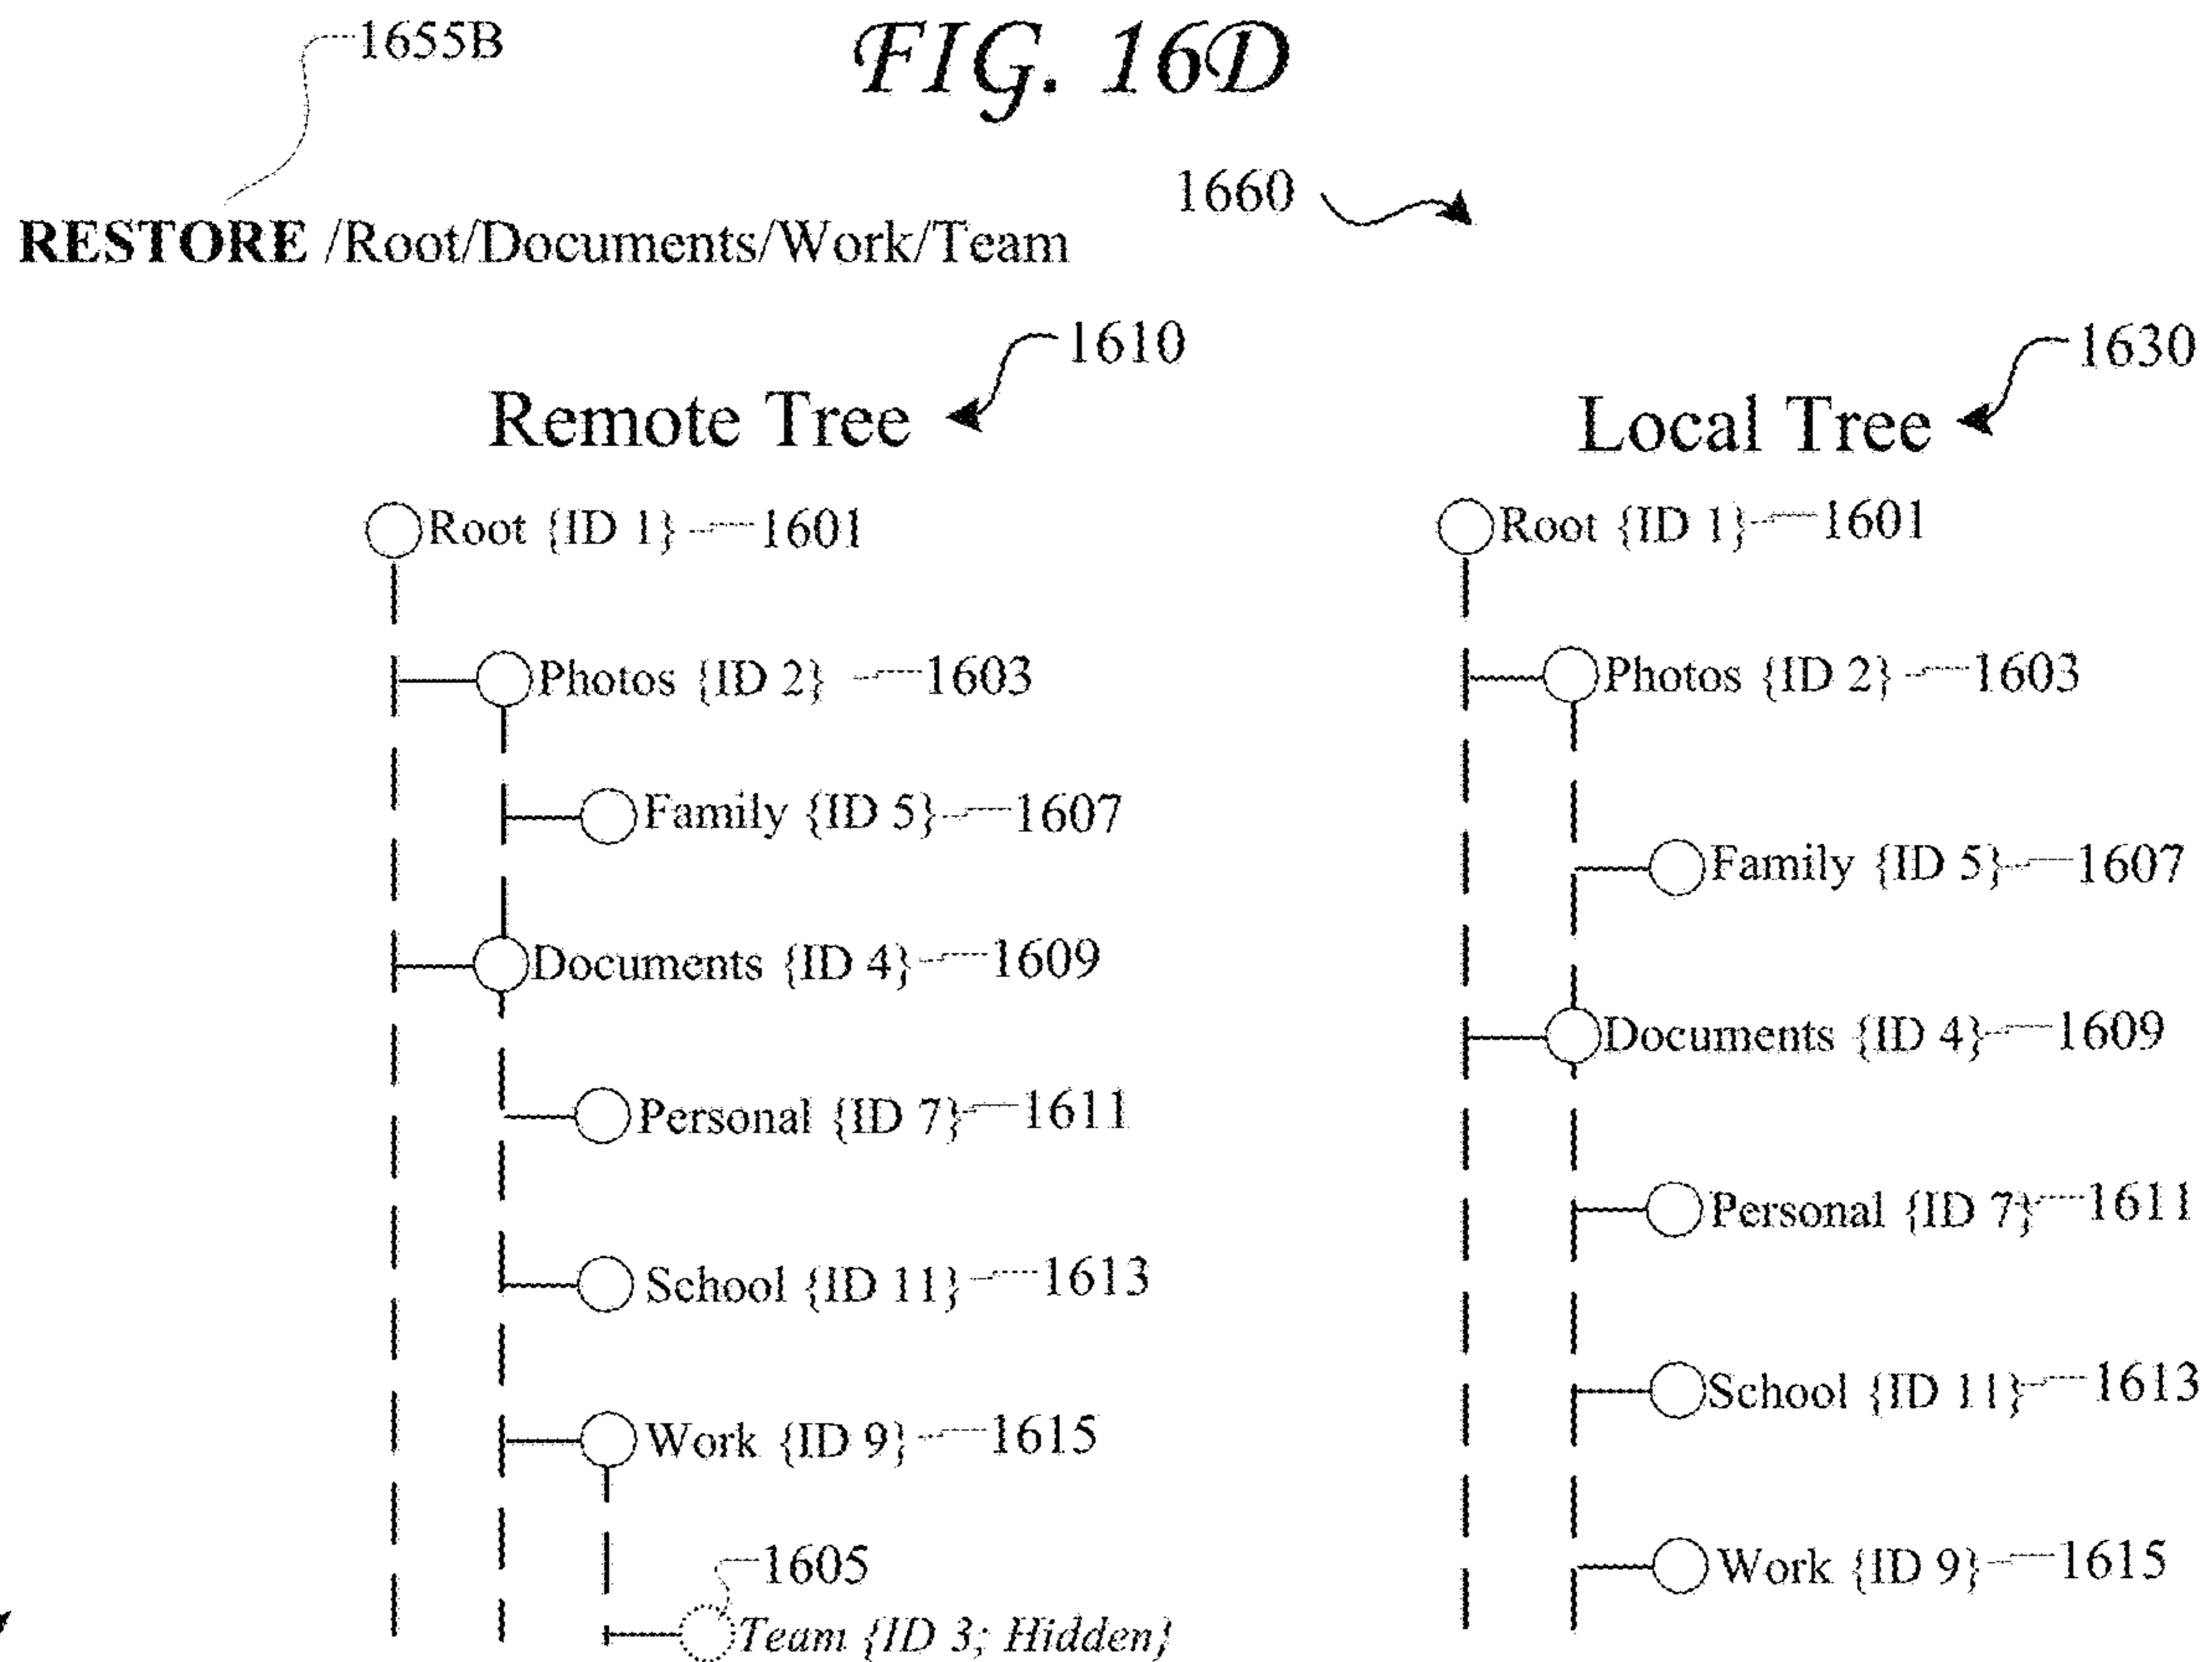 1655B
FIG. 16D
1660
RESTORE /Root/Documents/Work/Team
1610
Remote Tree
Root {ID 1} 1601
Photos {ID 2} 1603
Family {ID 5} 1607
Documents {ID 4} 1609
Personal {ID 7} 1611
School {ID 11} 1613
Work {ID 9} 1615
1605
Team {ID 3; Hidden}
1630
Local Tree
Root {ID 1} 1601
Photos {ID 2} 1603
Family {ID 5} 1607
Documents {ID 4} 1609
Personal {ID 7} 1611
School {ID 11} 1613
Work {ID 9} 1615